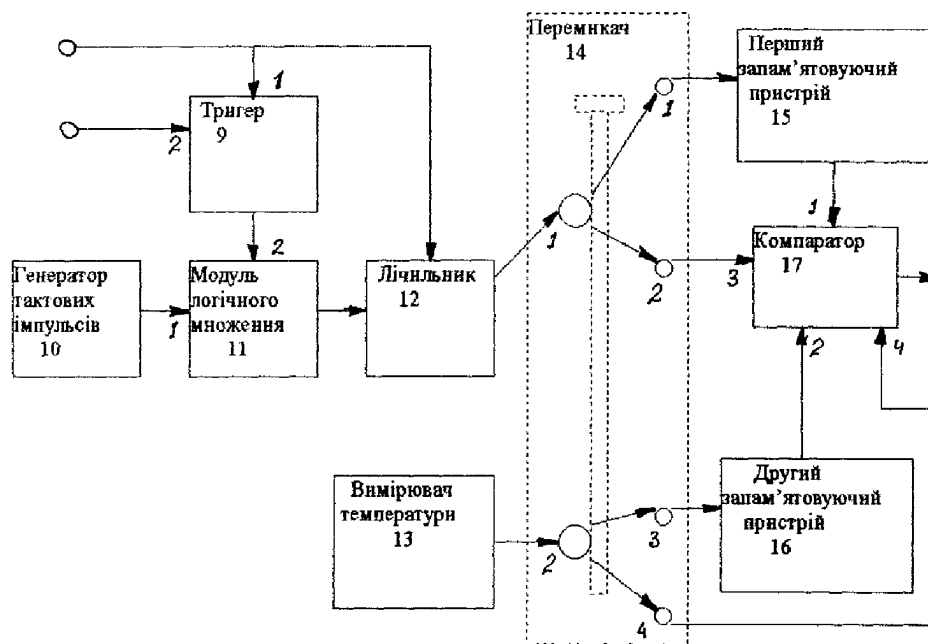 Перемикач
14
Перший
запам’ятовуючий
пристрій
15
1
1
Тригер
9
2
1
1
2
Компаратор
17
3
2
4
2
Генератор
тактових
імпульсів
10
1
Модуль
логічного
множення
11
Лічильник
12
Вимірювач
температури
13
2
3
4
Другий
запам’ятовуючий
пристрій
16